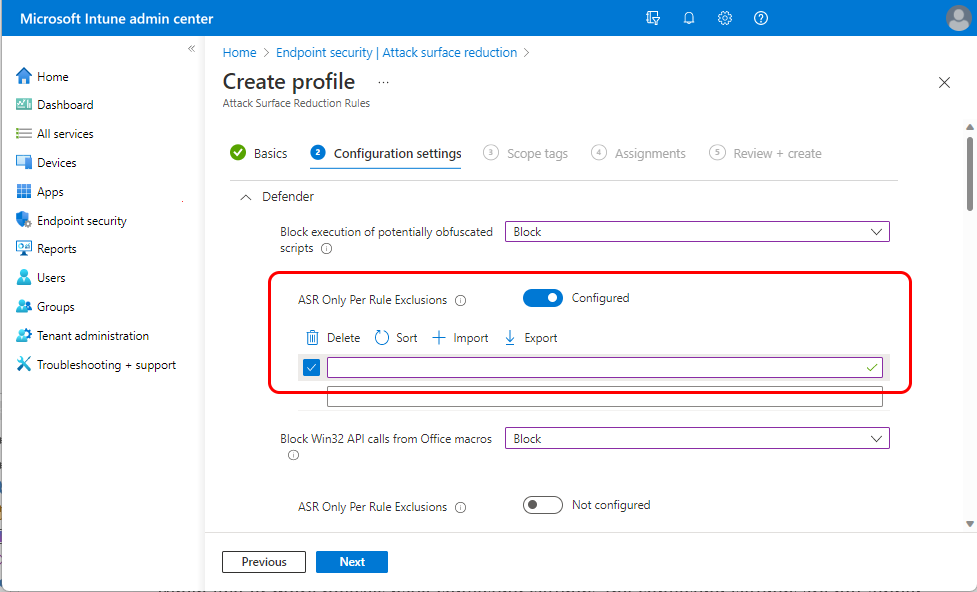 Microsoft Intune admin center
Home > Endpoint security | Attack surface reduction >
Create profile ...
Attack Surface Reduction Rules
Home
Dashboard
All services
Devices
Apps
Endpoint security
Reports
Users
Groups
Tenant administration
Troubleshooting + support
Basics
2 Configuration settings
3 Scope tags
4 Assignments
5 Review + create
Defender
Block execution of potentially obfuscated
scripts
Block
ASR Only Per Rule Exclusions
Configured
Delete Sort Import Export
Block Win32 API calls from Office macros
Block
ASR Only Per Rule Exclusions
Not configured
Previous Next